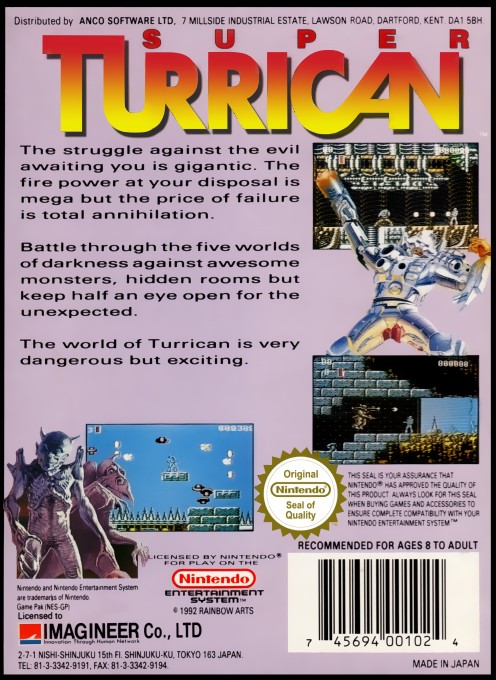 Distributed by ANCO SOFTWARE LTD, 7 MILLSIDE INDUSTRIAL ESTATE, LAWSON ROAD, DARTFORD, KENT. DA1 5BH.
SUPER
TURRICAN
TM
The struggle against the evil
awaiting you is gigantic. The
fire power at your disposal is
mega but the price of failure
is total annihilation.
Battle through the five worlds
of darkness against awesome
monsters, hidden rooms but
keep half an eye open for the
unexpected.
The world of Turrican is very
dangerous but exciting.
Original
Nintendo
Seal of
Quality
THIS SEAL IS YOUR ASSURANCE THAT
NINTENDO® HAS APPROVED THE QUALITY OF
THIS PRODUCT ALWAYS LOOK FOR THIS SEAL
WHEN BUYING GAMES AND ACCESSORIES TO
ENSURE COMPLETE COMPATIBILITY WITH YOUR
NINTENDO ENTERTAINMENT SYSTEM™
RECOMMENDED FOR AGES 8 TO ADULT
LICENSED BY NINTENDO®
FOR PLAY ON THE
Nintendo
ENTERTAINMENT
SYSTEM™
© 1992 RAINBOW ARTS
Nintendo and Nintendo Entertainment System
are trademarks of Nintendo
Game Pak (NES-GP)
Licensed to
IMAGINEER Co., LTD
Innovation Through Human Network
2-7-1 NISHI-SHINJUKU 15th Fl. SHINJUKU-KU, TOKYO 163 JAPAN.
TEL: 81-3-3342-9191, FAX: 81-3-3342-9194.
7 45694 00102 4
MADE IN JAPAN